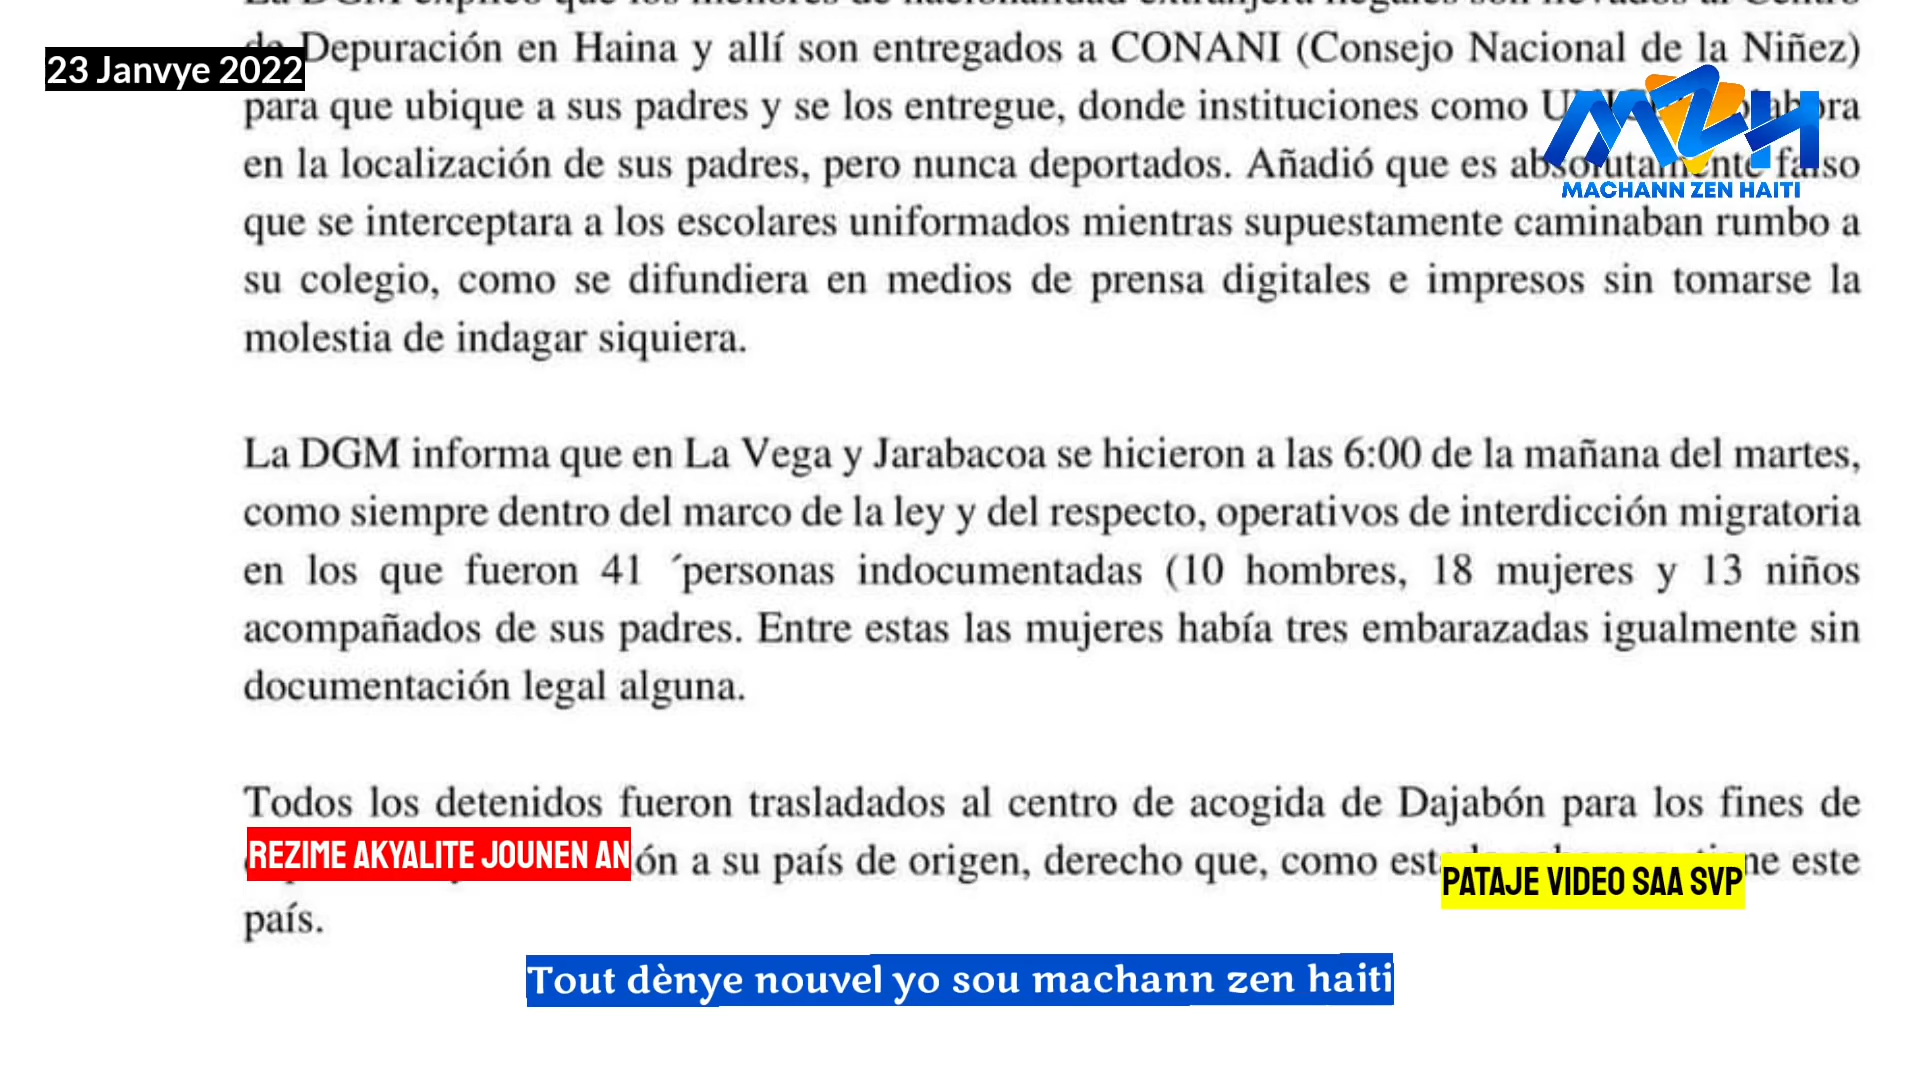 23 Janvye 2022
Depuración en Haina y allí son entregados a CONANI (Consejo Nacional de la Niñez)
para que ubique a sus padres y se los entregue, donde instituciones como
MZH
MACHANN ZEN HAITI
en la localización de sus padres, pero nunca deportados. Añadió que es absolutamente falso
que se interceptara a los escolares uniformados mientras supuestamente caminaban rumbo a
su colegio, como se difundiera en medios de prensa digitales e impresos sin tomarse la
molestia de indagar siquiera.
La DGM informa que en La Vega y Jarabacoa se hicieron a las 6:00 de la mañana del martes,
como siempre dentro del marco de la ley y del respecto, operativos de interdicción migratoria
en los que fueron 41 ´personas indocumentadas (10 hombres, 18 mujeres y 13 niños
acompañados de sus padres. Entre estas las mujeres había tres embarazadas igualmente sin
documentación legal alguna.
Todos los detenidos fueron trasladados al centro de acogida de Dajabón para los fines de
REZIME AKYALITE JOUNEN AN
a su país de origen, derecho que, como este
PATAJE VIDEO SAA SVP
país.
Tout dènye nouvel yo sou machann zen haiti